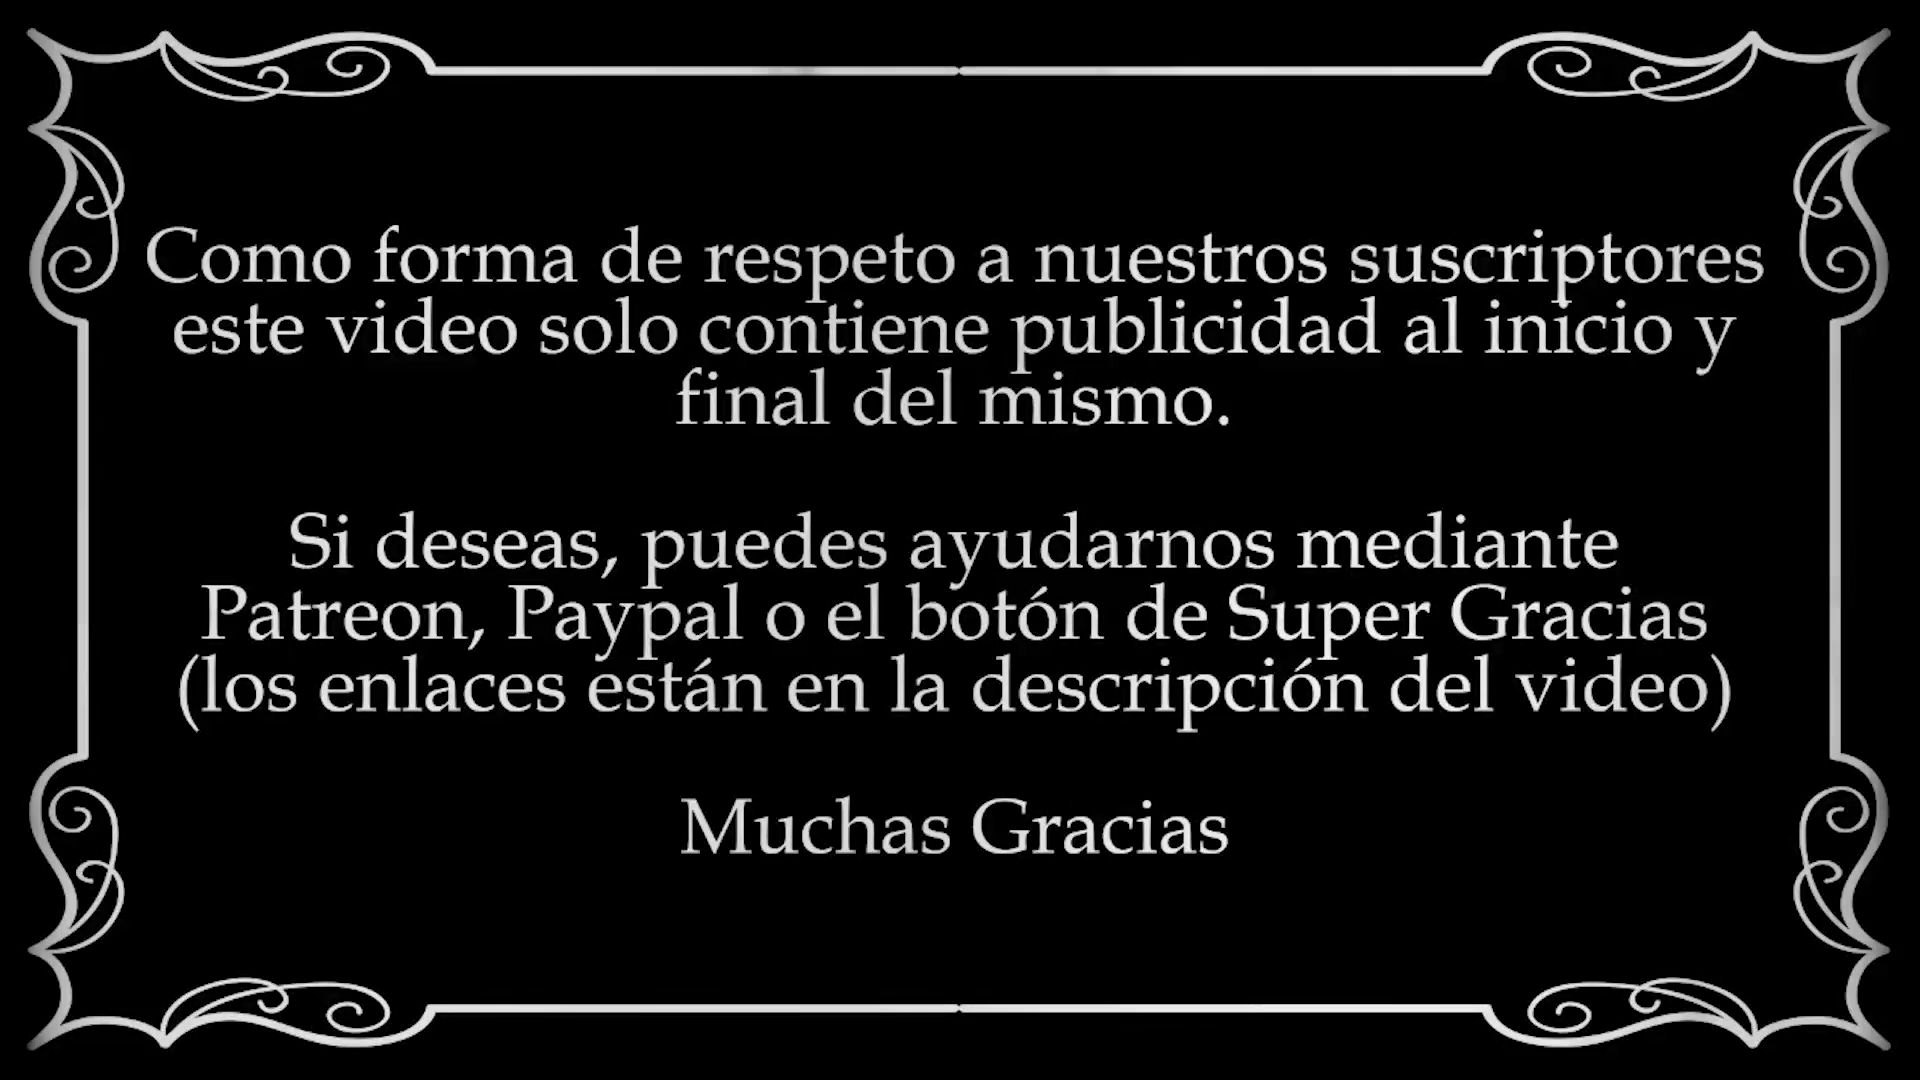 Como forma de respeto a nuestros suscriptores
este video solo contiene publicidad al inicio y
final del mismo.
Si deseas, puedes ayudarnos mediante
Patreon, Paypal o el botón de Super Gracias
(los enlaces están en la descripción del video)
Muchas Gracias